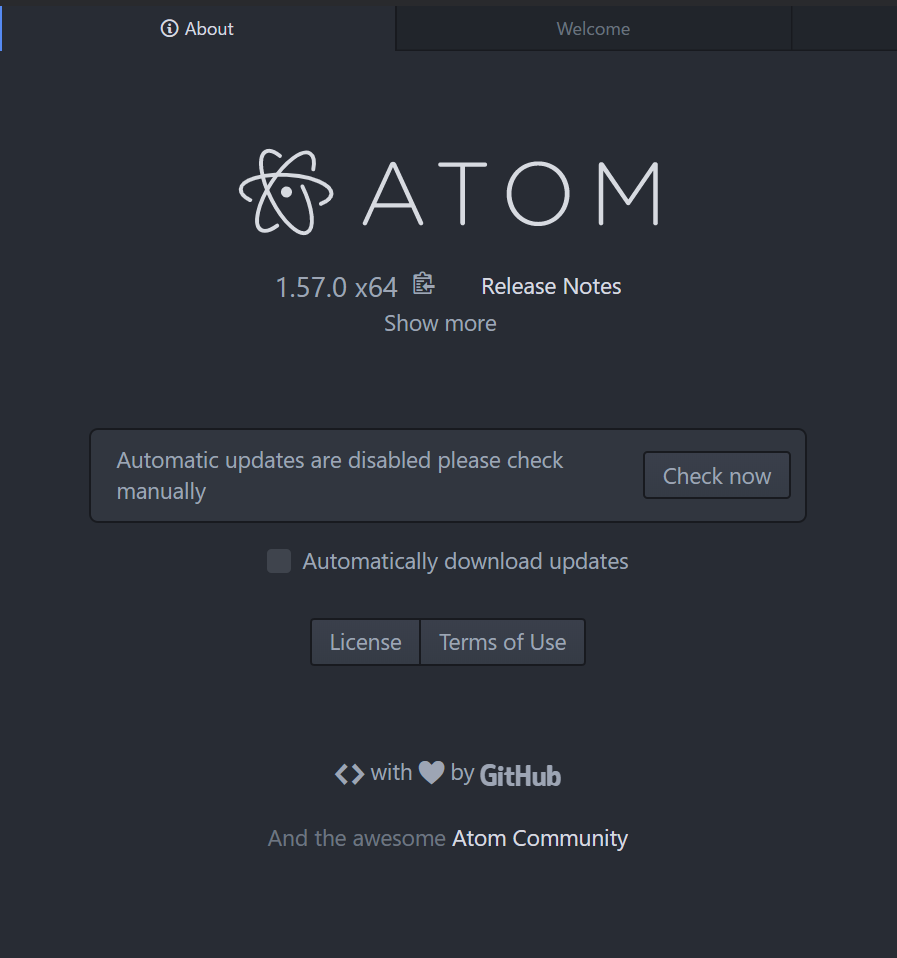 About
Welcome
ATOM
1.57.0 x64
Release Notes
Show more
Automatic updates are disabled please check
manually
Check now
Automatically download updates
License
Terms of Use
with by GitHub
And the awesome Atom Community